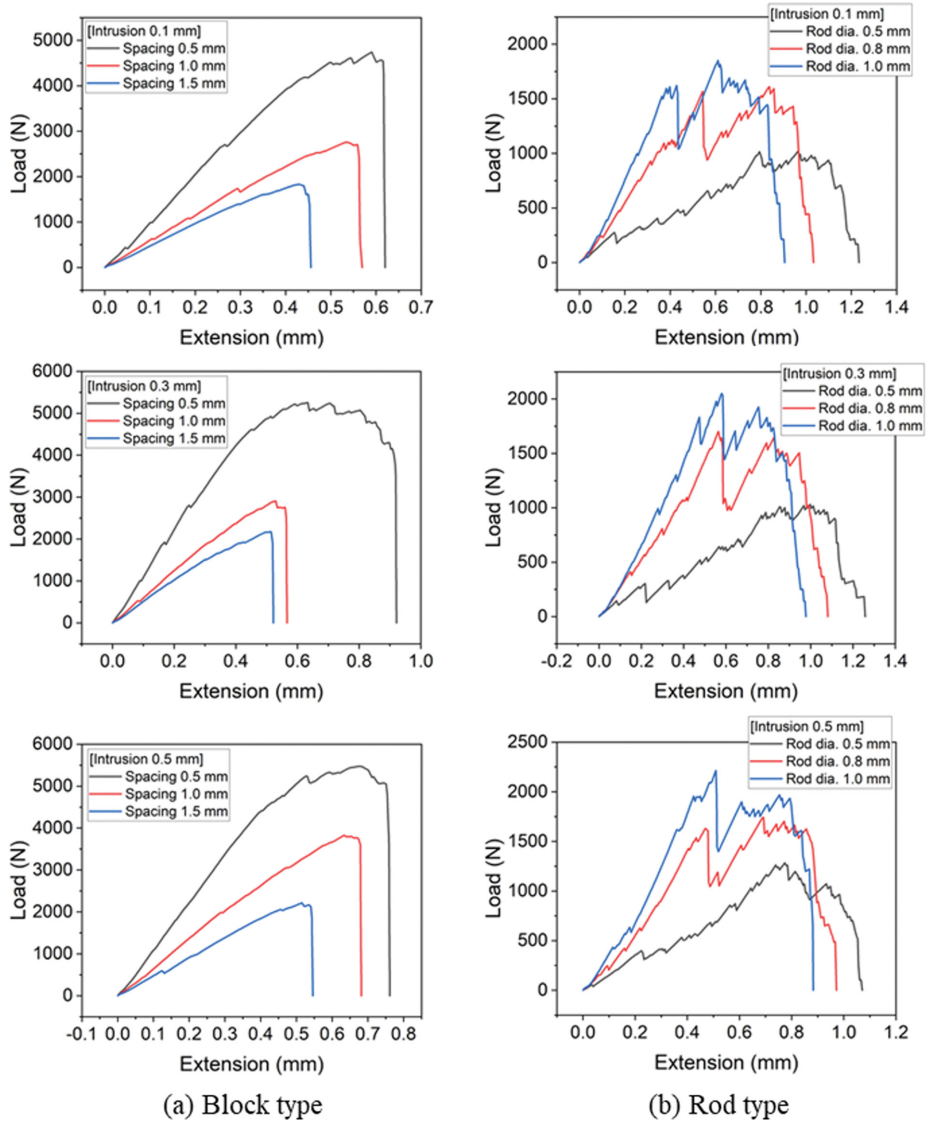 [Intrusion 0.1 mm]
Spacing 0.5 mm
Spacing 1.0 mm
Spacing 1.5 mm
5000
4000
3000
2000
1000
0
Load (N)
0.0 0.1 0.2 0.3 0.4 0.5 0.6 0.7
Extension (mm)
[Intrusion 0.1 mm]
Rod dia. 0.5 mm
Rod dia. 0.8 mm
Rod dia. 1.0 mm
2000
1500
1000
500
0
Load (N)
0.0 0.2 0.4 0.6 0.8 1.0 1.2 1.4
Extension (mm)
[Intrusion 0.3 mm]
Spacing 0.5 mm
Spacing 1.0 mm
Spacing 1.5 mm
6000
5000
4000
3000
2000
1000
0
Load (N)
0.0 0.2 0.4 0.6 0.8 1.0
Extension (mm)
[Intrusion 0.3 mm]
Rod dia. 0.5 mm
Rod dia. 0.8 mm
Rod dia. 1.0 mm
2000
1500
1000
500
0
Load (N)
-0.2 0.0 0.2 0.4 0.6 0.8 1.0 1.2 1.4
Extension (mm)
[Intrusion 0.5 mm]
Spacing 0.5 mm
Spacing 1.0 mm
Spacing 1.5 mm
6000
5000
4000
3000
2000
1000
0
Load (N)
-0.1 0.0 0.1 0.2 0.3 0.4 0.5 0.6 0.7 0.8
Extension (mm)
[Intrusion 0.5 mm]
Rod dia. 0.5 mm
Rod dia. 0.8 mm
Rod dia. 1.0 mm
2500
2000
1500
1000
500
0
Load (N)
0.0 0.2 0.4 0.6 0.8 1.0 1.2
Extension (mm)
(a) Block type
(b) Rod type